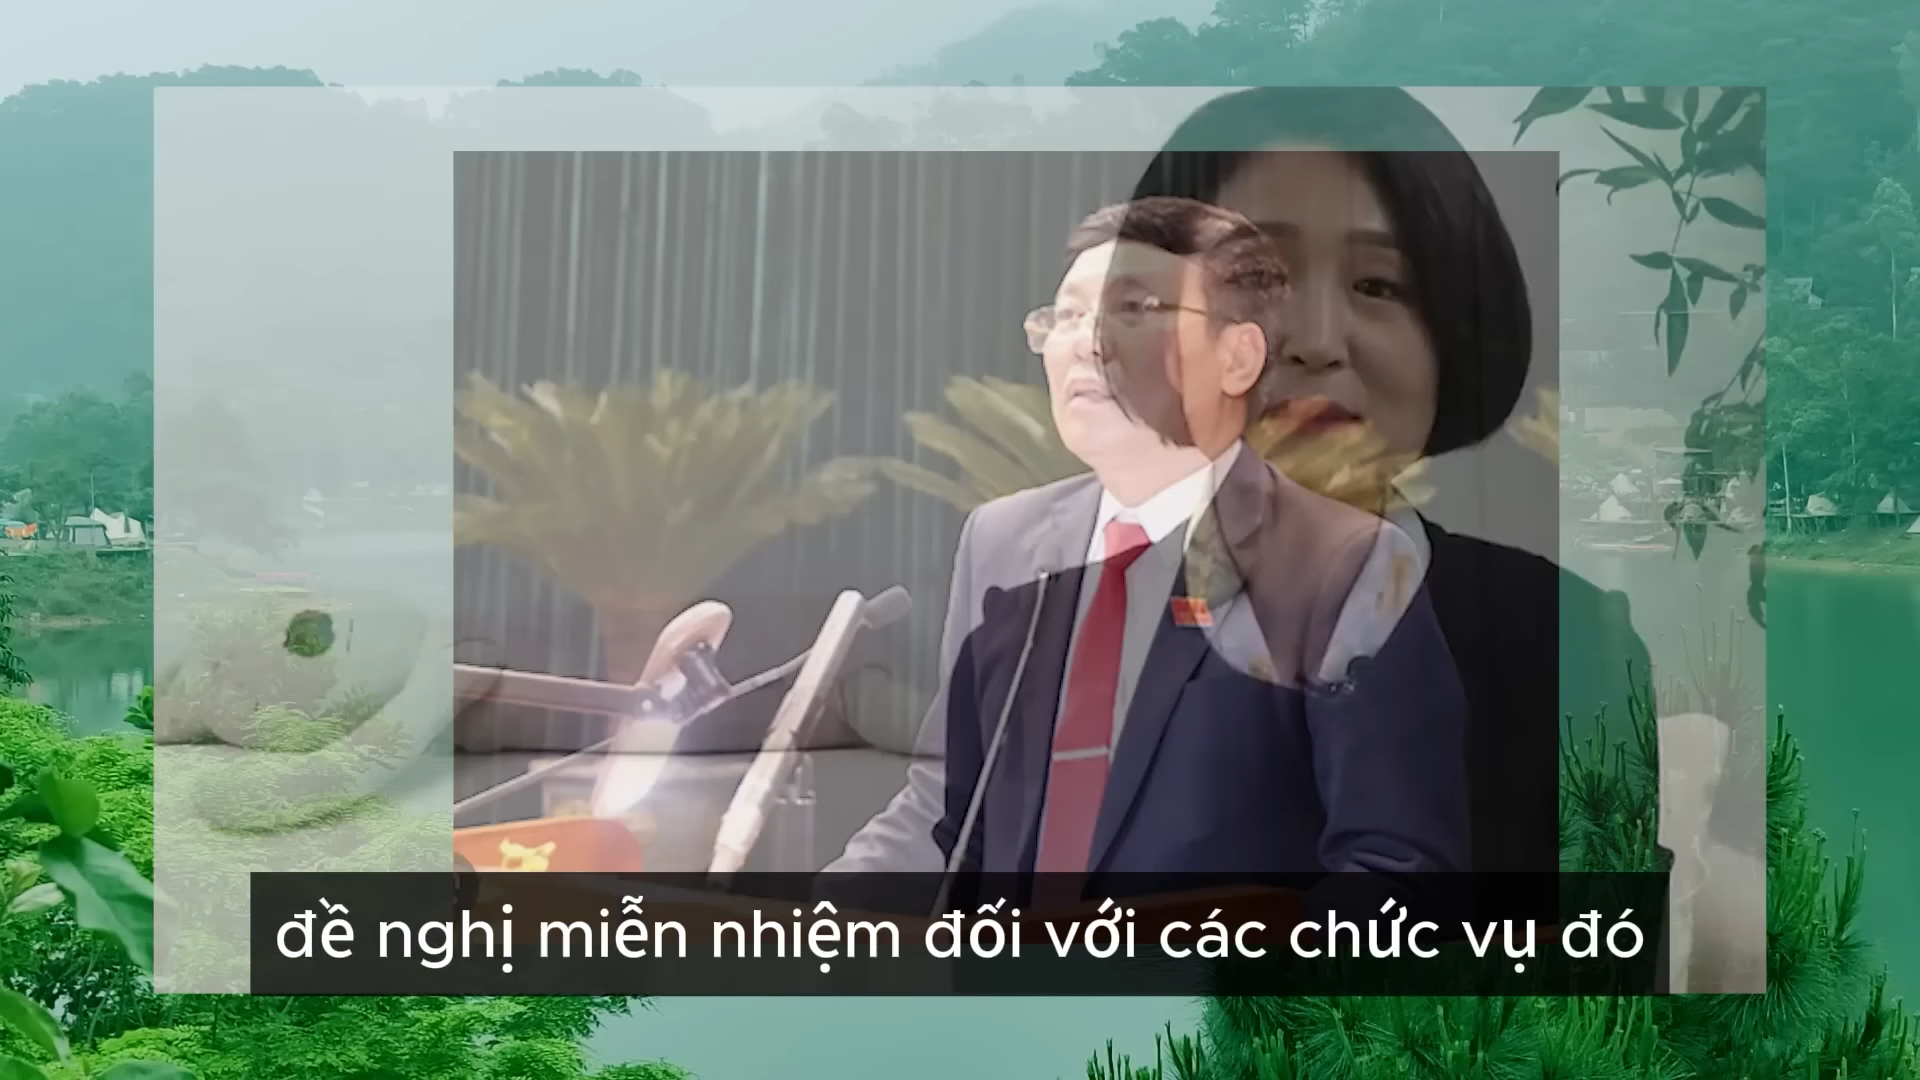 đề nghị miễn nhiệm đối với các chức vụ đó